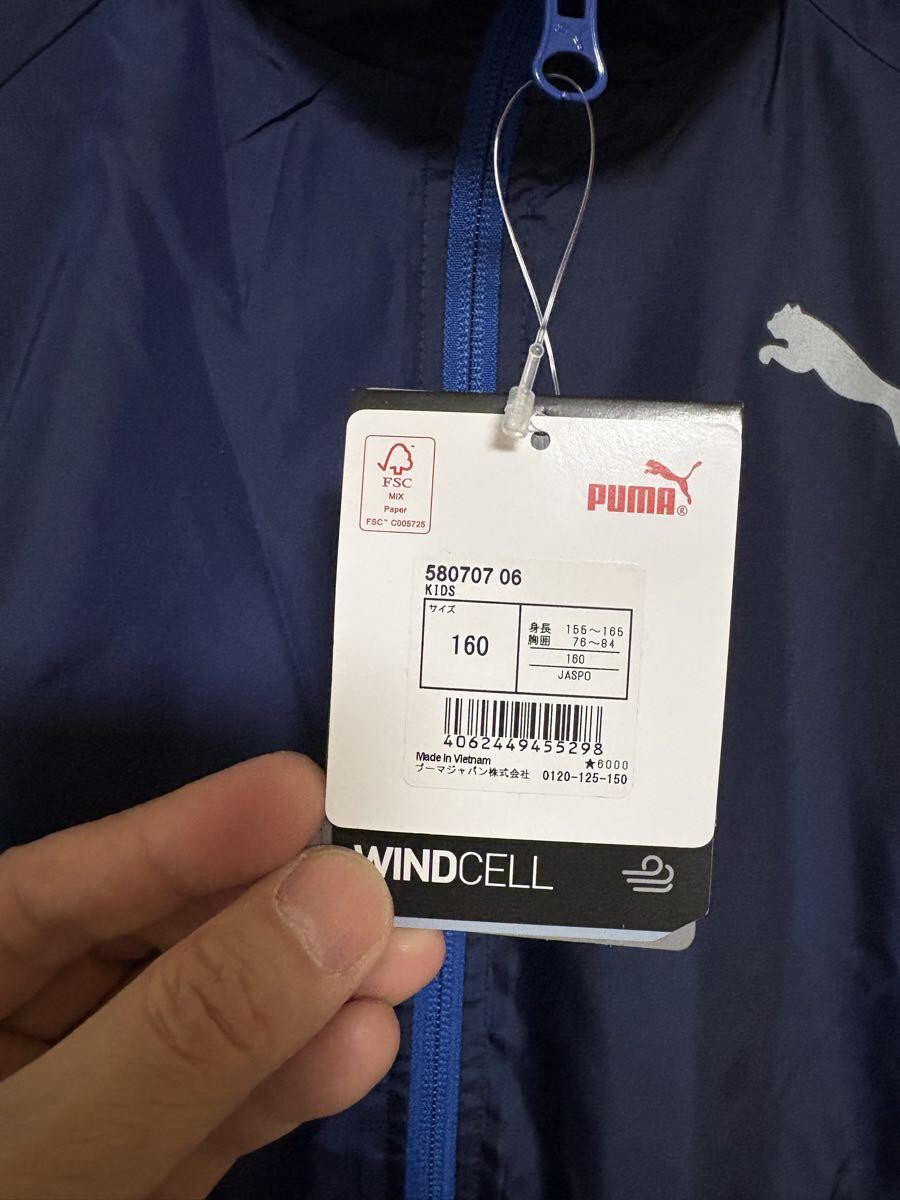 FSC™
MIX
Paper
FSC™ C005725
PUMA®
580707 06
KIDS
サイズ
160
身長 155～165
胸囲 76～84
160
JASPO
4062449455298
Made in Vietnam
★6000
プーマジャパン株式会社 0120-125-150
WINDCELL